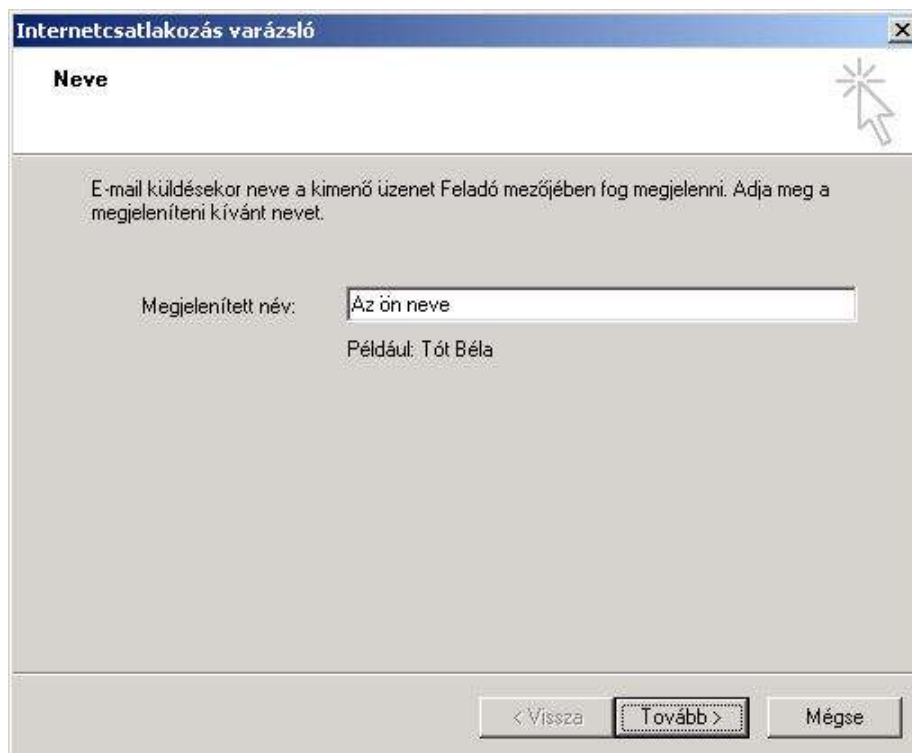 Internetcsatlakozás varázsló
Neve
E-mail küldésekor neve a kimenő üzenet Feladó mezőjében fog megjelenni. Adja meg a
megjeleníteni kívánt nevet.
Megjelenített név: Az ön neve
Például: Tót Béla
< Vissza Tovább > Mégse